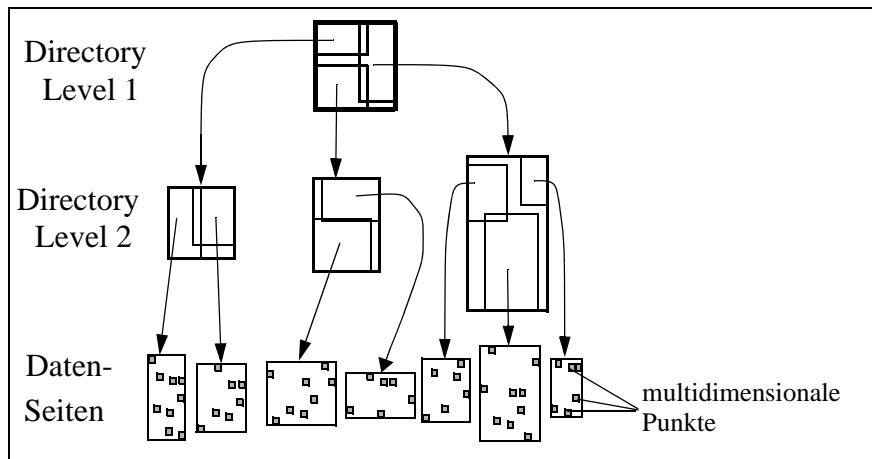 Directory
Level 1
Directory
Level 2
Daten-
Seiten
multidimensionale
Punkte